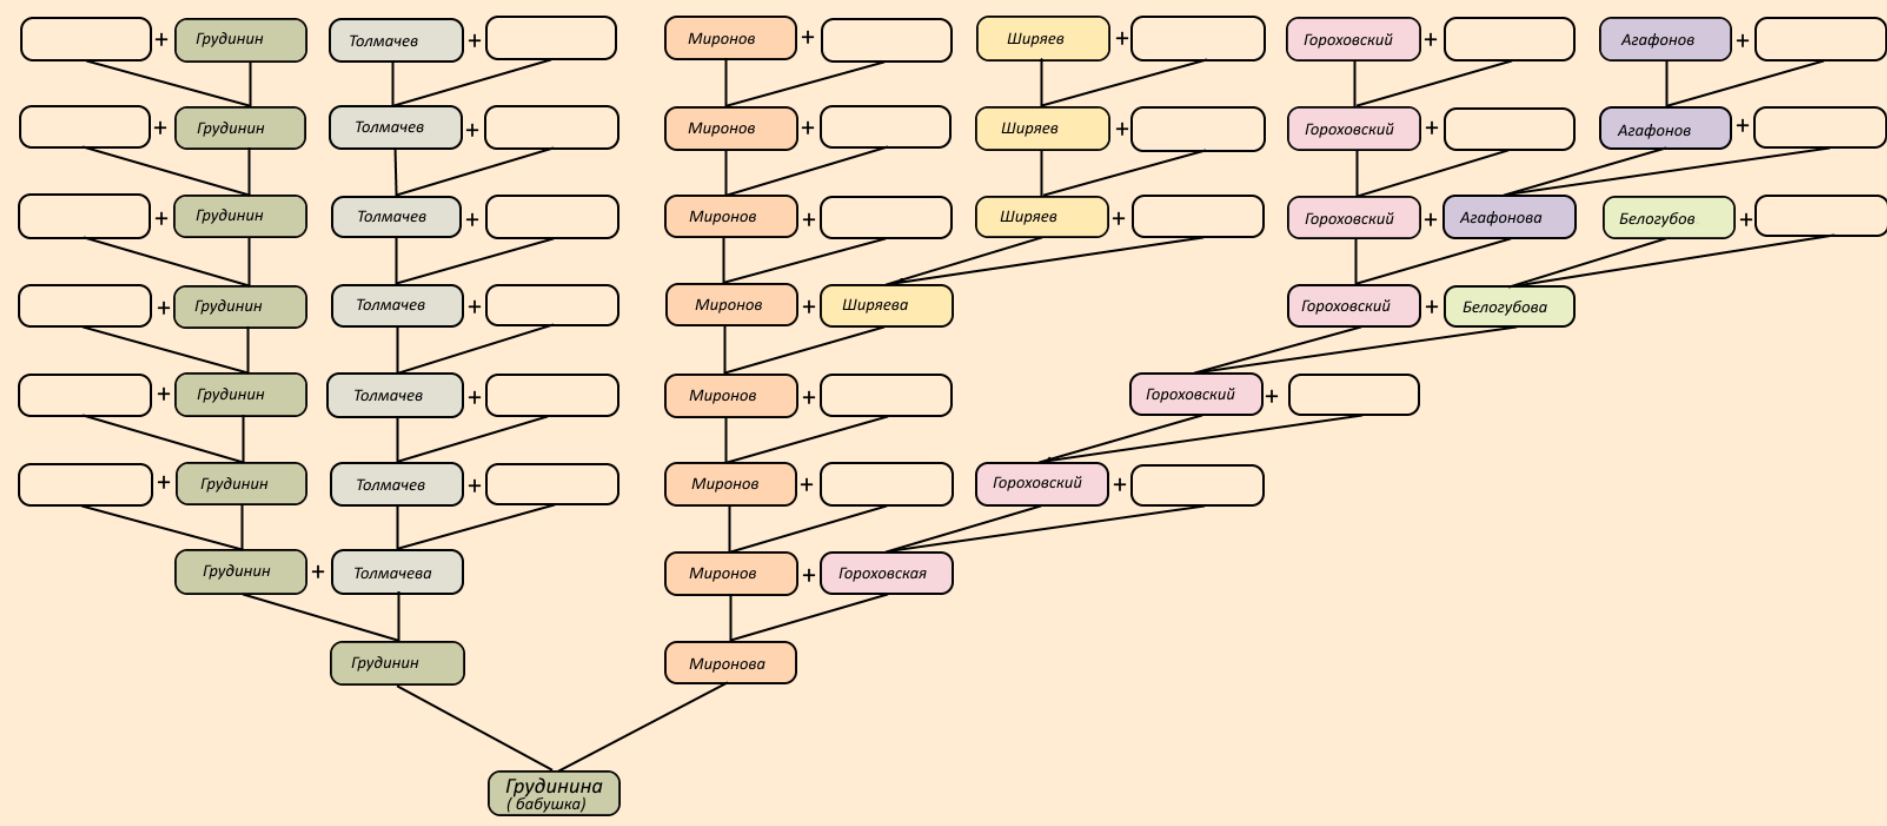 + Грудинин Толмачев + Миронов + Ширяев + Гороховский + Агафонов +
+ Грудинин Толмачев + Миронов + Ширяев + Гороховский + Агафонов +
+ Грудинин Толмачев + Миронов + Ширяев + Гороховский + Агафонова Белогубов +
+ Грудинин Толмачев + Миронов + Ширяева Гороховский + Белогубова
+ Грудинин Толмачев + Миронов + Гороховский +
+ Грудинин Толмачев + Миронов + Гороховский +
Грудинин + Толмачева Миронов + Гороховская
Грудинин Миронова
Грудинина
( бабушка)